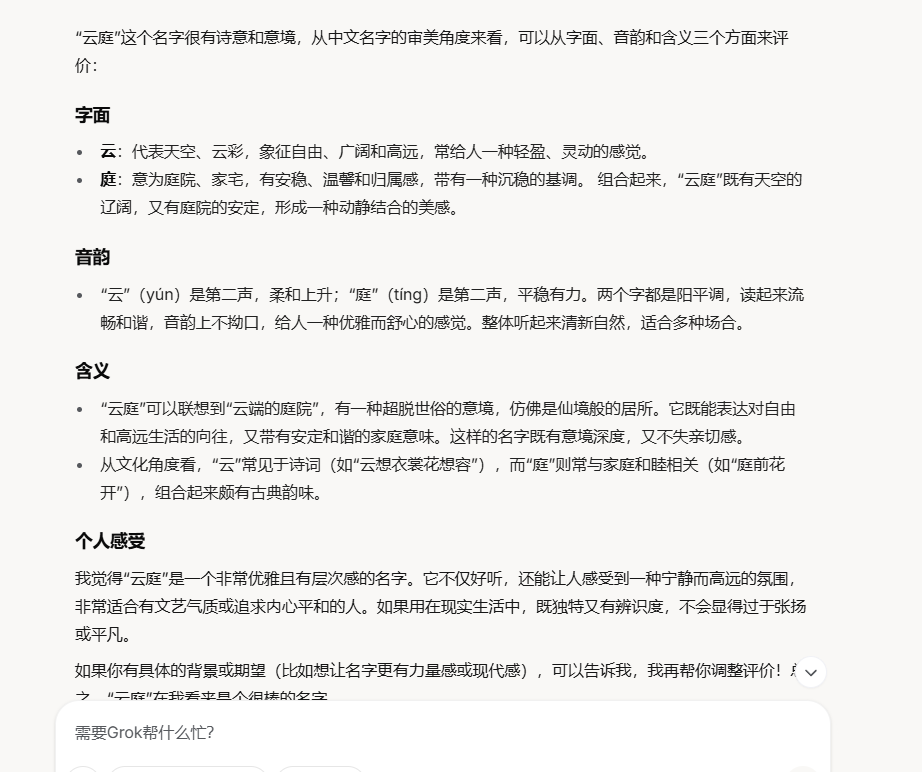 “云庭”这个名字很有诗意和意境，从中文名字的审美角度来看，可以从字面、音韵和含义三个方面来评
价：
字面
云：代表天空、云彩，象征自由、广阔和高远，常给人一种轻盈、灵动的感觉。
庭：意为庭院、家宅，有安稳、温馨和归属感，带有一种沉稳的基调。 组合起来，“云庭”既有天空的
辽阔，又有庭院的安定，形成一种动静结合的美感。
音韵
“云”（yún）是第二声，柔和上升；“庭”（tíng）是第二声，平稳有力。两个字都是阳平调，读起来流
畅和谐，音韵上不拗口，给人一种优雅而舒心的感觉。整体听起来清新自然，适合多种场合。
含义
“云庭”可以联想到“云端的庭院”，有一种超脱世俗的意境，仿佛是仙境般的居所。它既能表达对自由
和高远生活的向往，又带有安定和谐的家庭意味。这样的名字既有意境深度，又不失亲切感。
从文化角度看，“云”常见于诗词（如“云想衣裳花想容”），而“庭”则常与家庭和睦相关（如“庭前花
开”），组合起来颇有古典韵味。
个人感受
我觉得“云庭”是一个非常优雅且有层次感的名字。它不仅好听，还能让人感受到一种宁静而高远的氛围，
非常适合有文艺气质或追求内心平和的人。如果用在现实生活中，既独特又有辨识度，不会显得过于张扬
或平凡。
如果你有具体的背景或期望（比如想让名字更有力量感或现代感），可以告诉我，我再帮你调整评价！总
之，“云庭”在我看来是个很棒的名字
需要Grok帮什么忙？